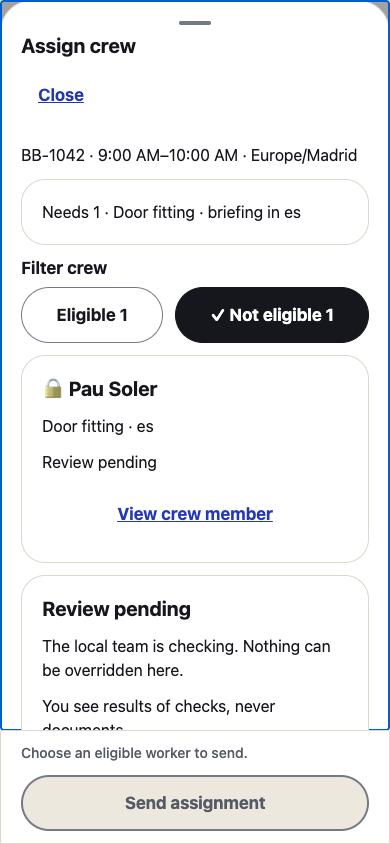 Assign crew
Close
BB-1042 · 9:00 AM–10:00 AM · Europe/Madrid
Needs 1 · Door fitting · briefing in es
Filter crew
Eligible 1
✓ Not eligible 1
🔒 Pau Soler
Door fitting · es
Review pending
View crew member
Review pending
The local team is checking. Nothing can
be overridden here.
You see results of checks, never
documents
Choose an eligible worker to send.
Send assignment